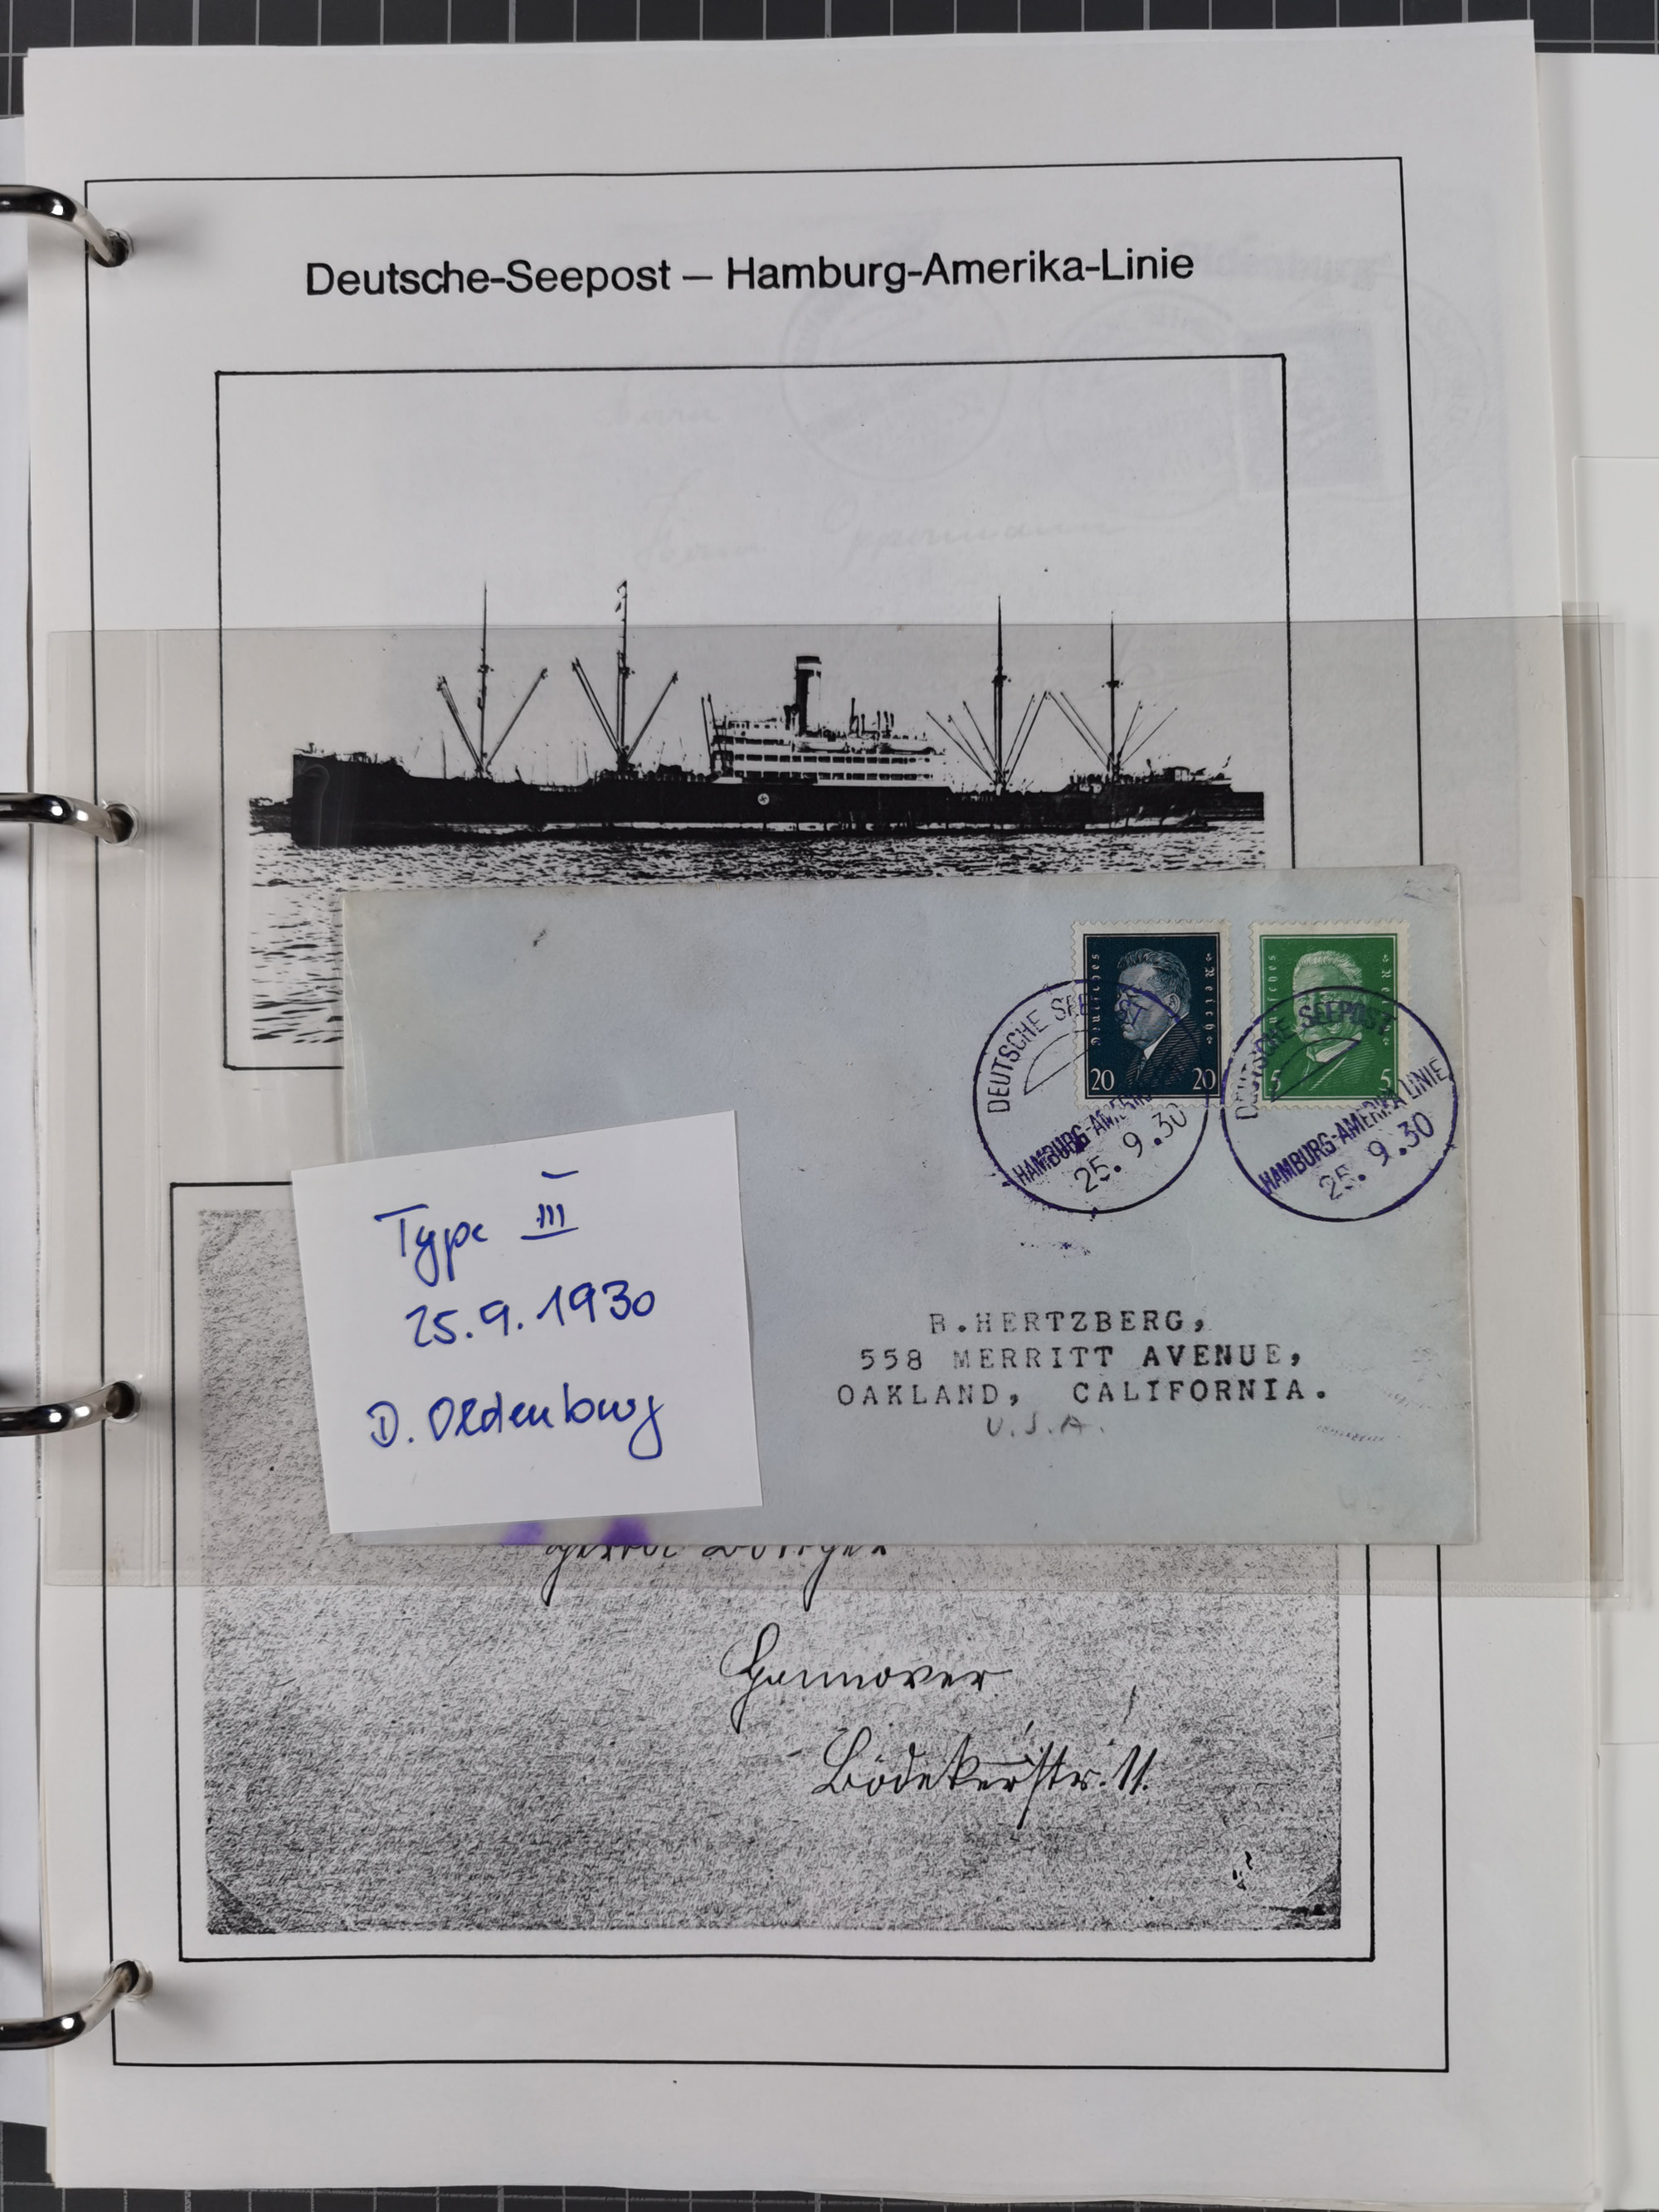 Deutsche-Seepost – Hamburg-Amerika-Linie
Deutsches Reich
20 20
Deutsches Reich
5 5
DEUTSCHE SEEPOST
HAMBURG-AMERIKA
25.9.30
DEUTSCHE SEEPOST
HAMBURG-AMERIKA LINIE
25.9.30
Type III
25.9.1930
D. Oldenburg
B.HERTZBERG,
558 MERRITT AVENUE,
OAKLAND, CALIFORNIA.
U.S.A.
Hannover
Bödekerstr. 11.